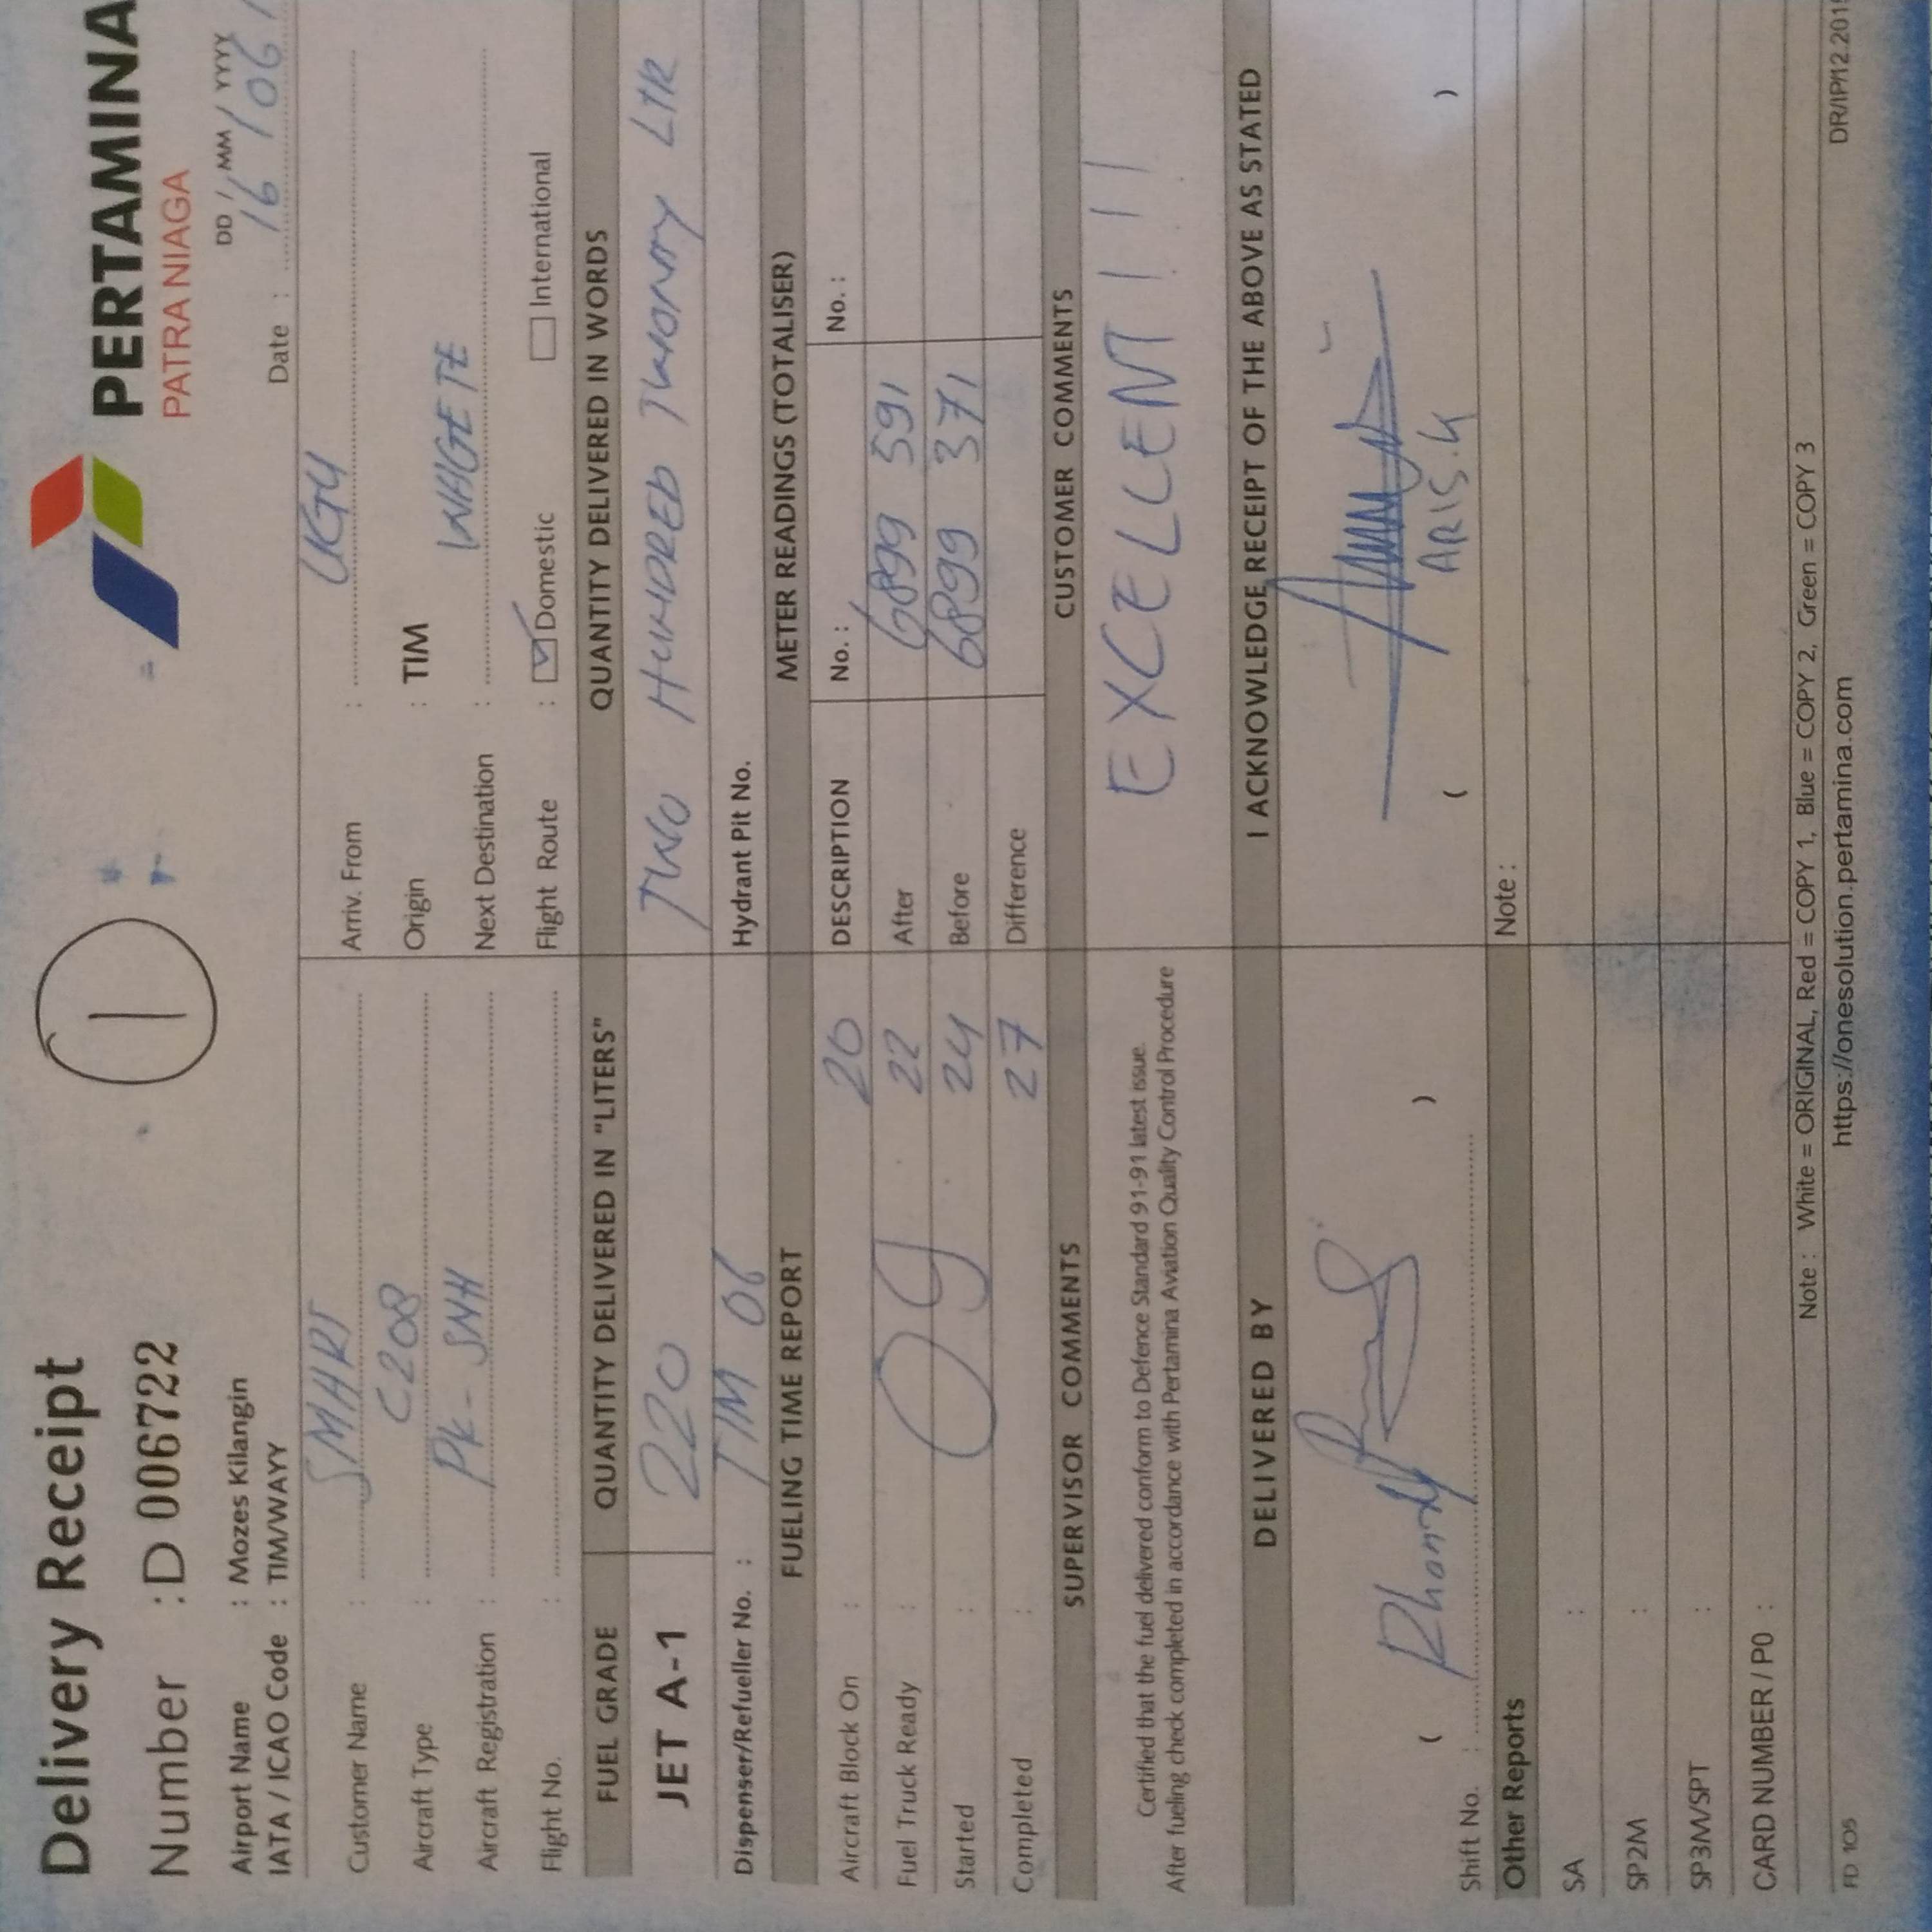 Delivery Receipt
1
PERTAMINA
PATRA NIAGA
Number : D 006722
DD / MM / YYYY
Date : 16 / 06 /
Airport Name : Mozes Kilangin
IATA / ICAO Code : TIM/WAYY
Customer Name : SMART
Arriv. From : UGU
Aircraft Type : C208
Origin : TIM
Aircraft Registration : PK - SNH
Next Destination : WAGETE
Flight No. :
Flight Route : Domestic International
FUEL GRADE QUANTITY DELIVERED IN "LITERS" QUANTITY DELIVERED IN WORDS
JET A-1 220 TWO HUNDRED TWONTY LTR
Dispenser/Refueller No. : TIM 06 Hydrant Pit No.
FUELING TIME REPORT METER READINGS (TOTALISER)
Aircraft Block On : 20 DESCRIPTION No. : No. :
Fuel Truck Ready : 09 22 After 6899 591
Started : 24 Before 6899 371
Completed : 27 Difference
SUPERVISOR COMMENTS CUSTOMER COMMENTS
Certified that the fuel delivered conform to Defence Standard 91-91 latest issue.
After fueling check completed in accordance with Pertamina Aviation Quality Control Procedure
EXCELLENT ! ! !
DELIVERED BY I ACKNOWLEDGE RECEIPT OF THE ABOVE AS STATED
( ) ( )
ARIS.K
Shift No. :
Other Reports Note :
SA :
SP2M :
SP3M/SPT :
CARD NUMBER / PO :
Note : White = ORIGINAL, Red = COPY 1, Blue = COPY 2, Green = COPY 3
FD 105 https://onesolution.pertamina.com DR/IP/12.2019